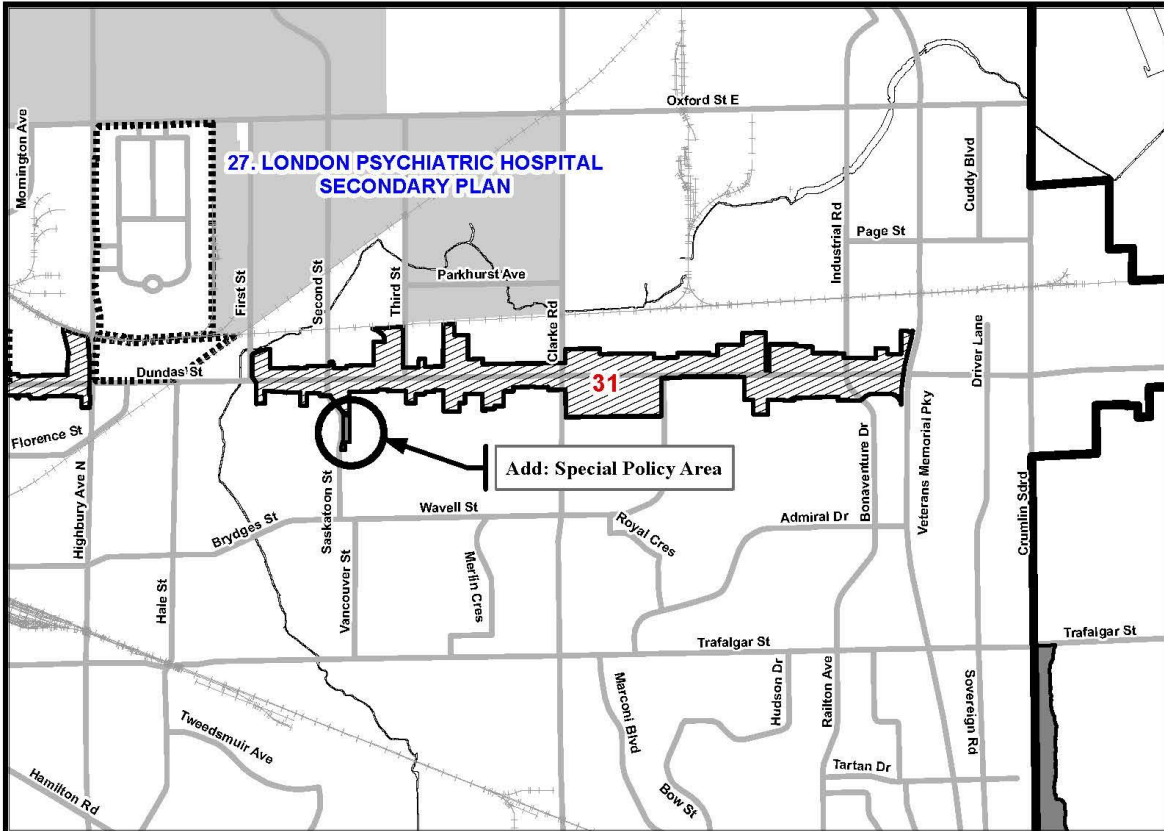 Oxford St E
Mornington Ave
27. LONDON PSYCHIATRIC HOSPITAL
SECONDARY PLAN
Cuddy Blvd
Industrial Rd
Page St
First St
Second St
Third St
Parkhurst Ave
Clarke Rd
Driver Lane
Dundas St
31
Florence St
Highbury Ave N
Add: Special Policy Area
Saskatoon St
Bonaventure Dr
Veterans Memorial Pky
Crumlin Sdrd
Wavell St
Brydges St
Royal Cres
Admiral Dr
Hale St
Vancouver St
Merlin Cres
Trafalgar St
Trafalgar St
Marconi Blvd
Hudson Dr
Railton Ave
Sovereign Rd
Tweedsmuir Ave
Hamilton Rd
Bow St
Tartan Dr